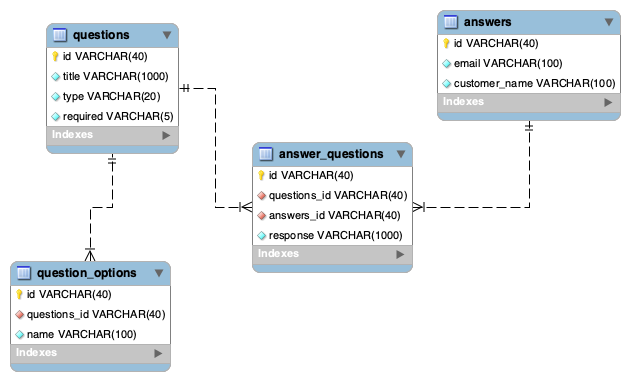 questions
id VARCHAR(40)
title VARCHAR(1000)
type VARCHAR(20)
required VARCHAR(5)
Indexes
answers
id VARCHAR(40)
email VARCHAR(100)
customer_name VARCHAR(100)
Indexes
answer_questions
id VARCHAR(40)
questions_id VARCHAR(40)
answers_id VARCHAR(40)
response VARCHAR(1000)
Indexes
question_options
id VARCHAR(40)
questions_id VARCHAR(40)
name VARCHAR(100)
Indexes